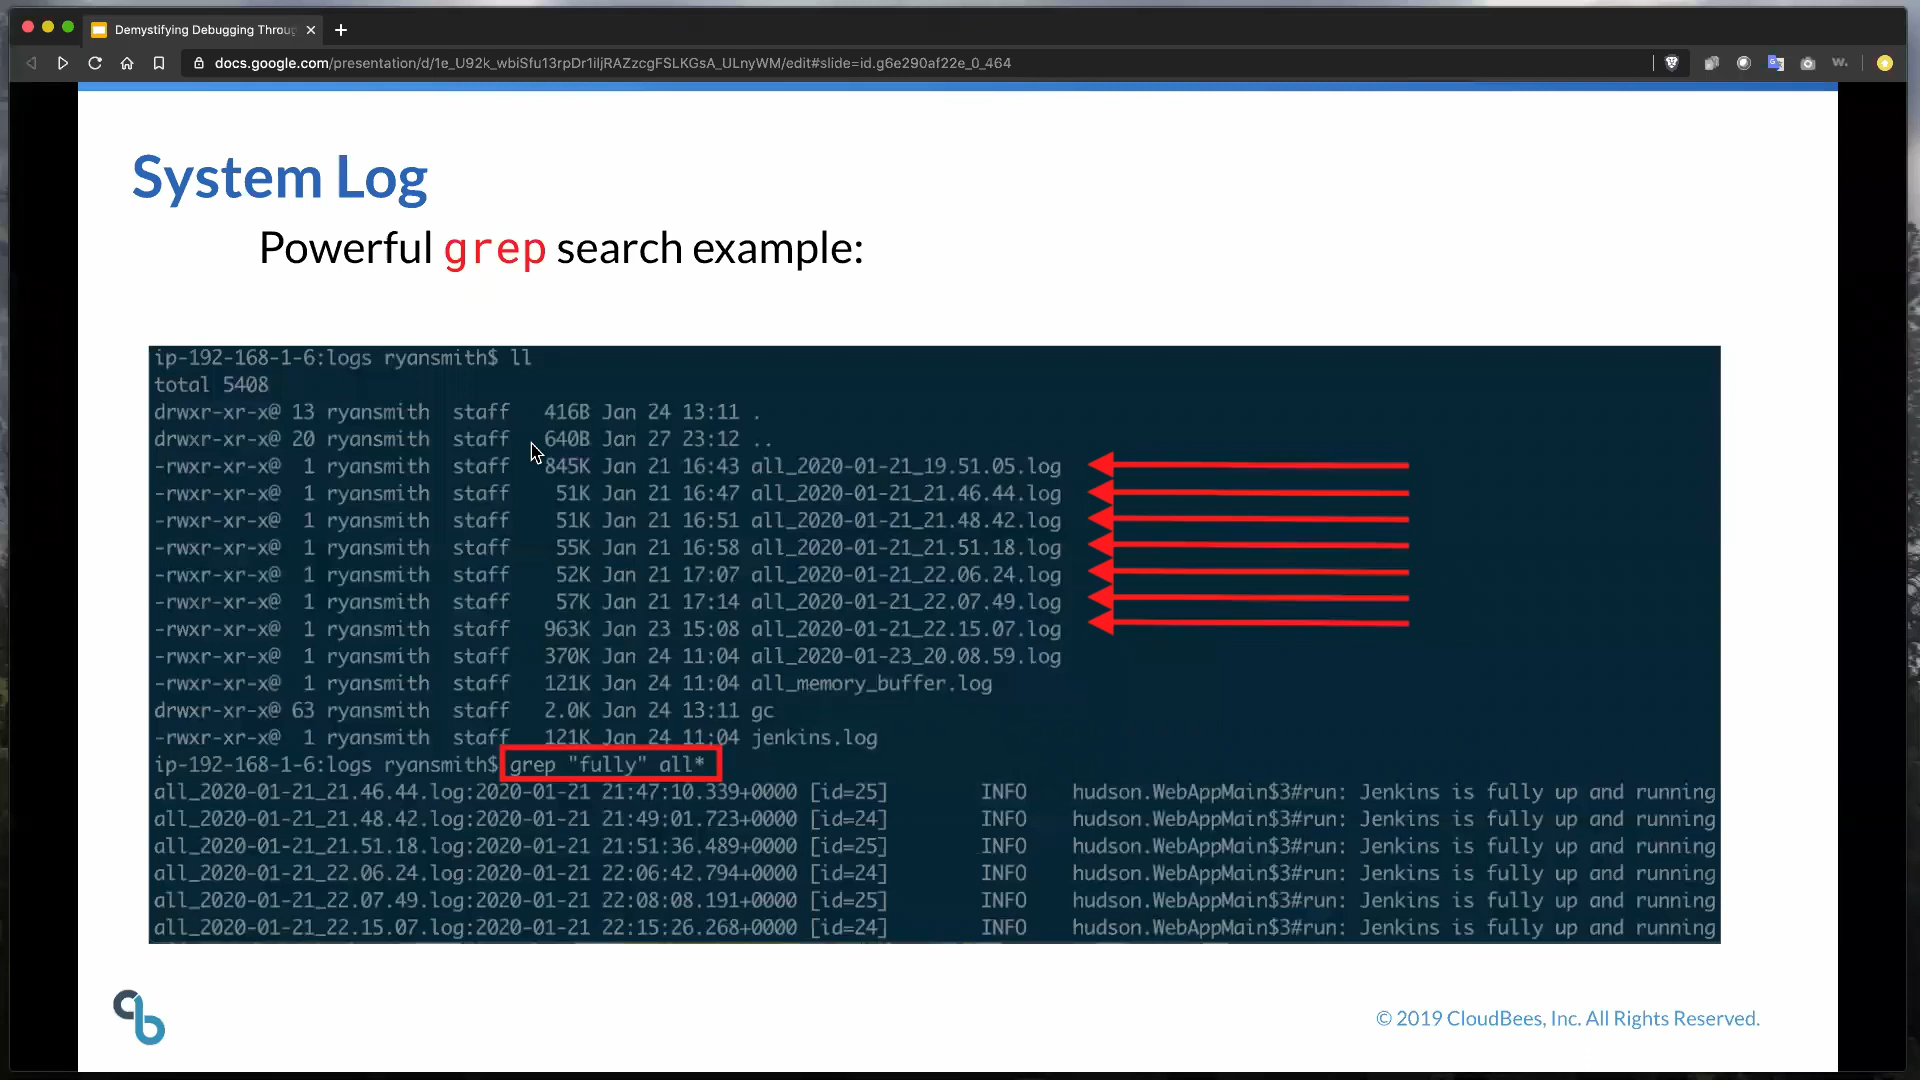 Demystifying Debugging Throu
docs.google.com/presentation/d/1e_U92k_wbiSfu13rpDr1iljRAZzcgFSLKGsA_ULnyWM/edit#slide=id.g6e290af22e_0_464
System Log
Powerful grep search example:
ip-192-168-1-6:logs ryansmith$ ll
total 5408
drwxr-xr-x@ 13 ryansmith  staff   416B Jan 24 13:11 .
drwxr-xr-x@ 20 ryansmith  staff   640B Jan 27 23:12 ..
-rwxr-xr-x@  1 ryansmith  staff   845K Jan 21 16:43 all_2020-01-21_19.51.05.log
-rwxr-xr-x@  1 ryansmith  staff    51K Jan 21 16:47 all_2020-01-21_21.46.44.log
-rwxr-xr-x@  1 ryansmith  staff    51K Jan 21 16:51 all_2020-01-21_21.48.42.log
-rwxr-xr-x@  1 ryansmith  staff    55K Jan 21 16:58 all_2020-01-21_21.51.18.log
-rwxr-xr-x@  1 ryansmith  staff    52K Jan 21 17:07 all_2020-01-21_22.06.24.log
-rwxr-xr-x@  1 ryansmith  staff    57K Jan 21 17:14 all_2020-01-21_22.07.49.log
-rwxr-xr-x@  1 ryansmith  staff   963K Jan 23 15:08 all_2020-01-21_22.15.07.log
-rwxr-xr-x@  1 ryansmith  staff   370K Jan 24 11:04 all_2020-01-23_20.08.59.log
-rwxr-xr-x@  1 ryansmith  staff   121K Jan 24 11:04 all_memory_buffer.log
drwxr-xr-x@ 63 ryansmith  staff   2.0K Jan 24 13:11 gc
-rwxr-xr-x@  1 ryansmith  staff   121K Jan 24 11:04 jenkins.log
ip-192-168-1-6:logs ryansmith$ grep "fully" all*
all_2020-01-21_21.46.44.log:2020-01-21 21:47:10.339+0000 [id=25]        INFO    hudson.WebAppMain$3#run: Jenkins is fully up and running
all_2020-01-21_21.48.42.log:2020-01-21 21:49:01.723+0000 [id=24]        INFO    hudson.WebAppMain$3#run: Jenkins is fully up and running
all_2020-01-21_21.51.18.log:2020-01-21 21:51:36.489+0000 [id=25]        INFO    hudson.WebAppMain$3#run: Jenkins is fully up and running
all_2020-01-21_22.06.24.log:2020-01-21 22:06:42.794+0000 [id=24]        INFO    hudson.WebAppMain$3#run: Jenkins is fully up and running
all_2020-01-21_22.07.49.log:2020-01-21 22:08:08.191+0000 [id=25]        INFO    hudson.WebAppMain$3#run: Jenkins is fully up and running
all_2020-01-21_22.15.07.log:2020-01-21 22:15:26.268+0000 [id=24]        INFO    hudson.WebAppMain$3#run: Jenkins is fully up and running
© 2019 CloudBees, Inc. All Rights Reserved.